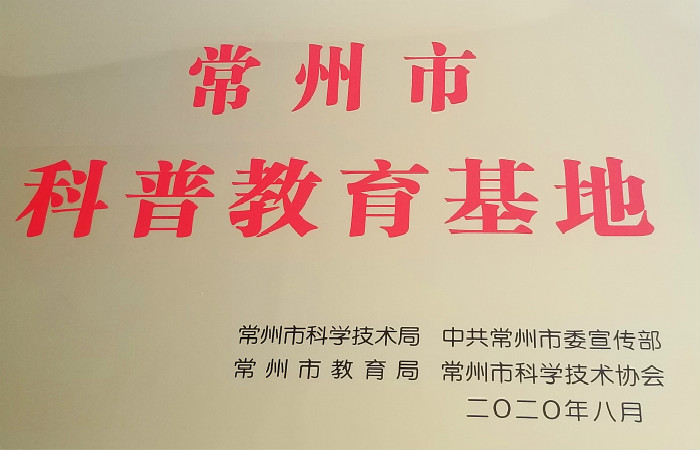 常州市
科普教育基地
常州市科学技术局 中共常州市委宣传部
常州市教育局 常州市科学技术协会
二〇二〇年八月